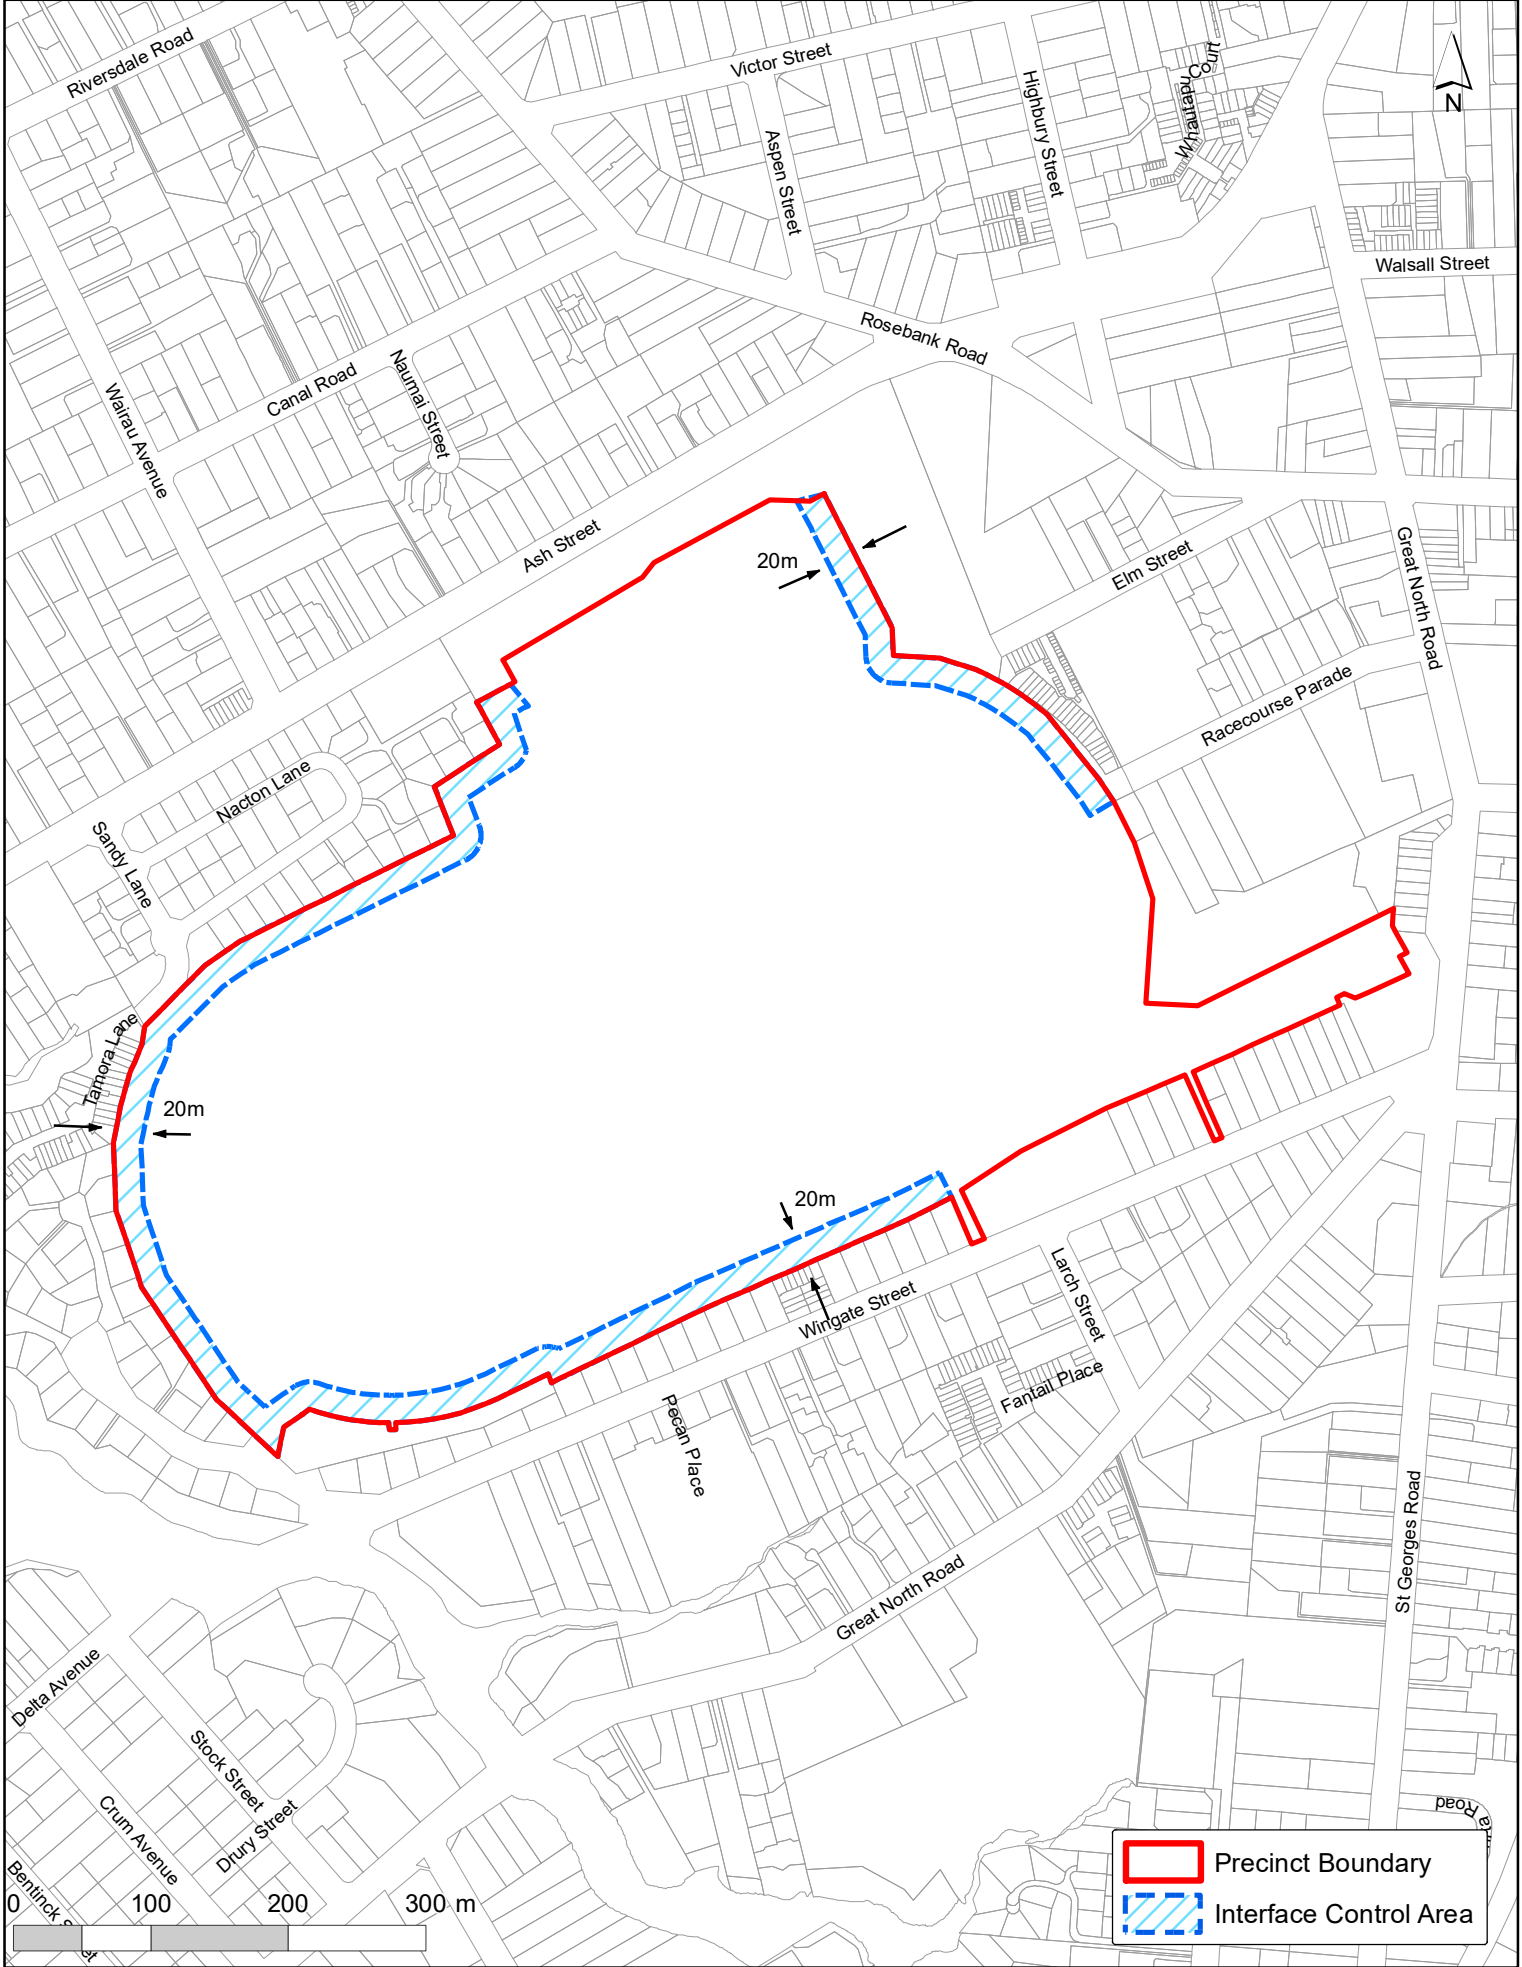 Riversdale Road
Victor Street
Whatatapu
Court
N
Highbury Street
Aspen Street
Walsall Street
Rosebank Road
Canal Road
Naumai Street
Wairau Avenue
Ash Street
20m
Elm Street
Great North Road
Racecourse Parade
Nacton Lane
Sandy Lane
Tamora Lane
20m
20m
Wingate Street
Larch Street
Fantail Place
Pecan Place
Great North Road
St Georges Road
Delta Avenue
Stock Street
Crum Avenue
Drury Street
Bentinck
Road
0 100 200 300 m
Precinct Boundary
Interface Control Area